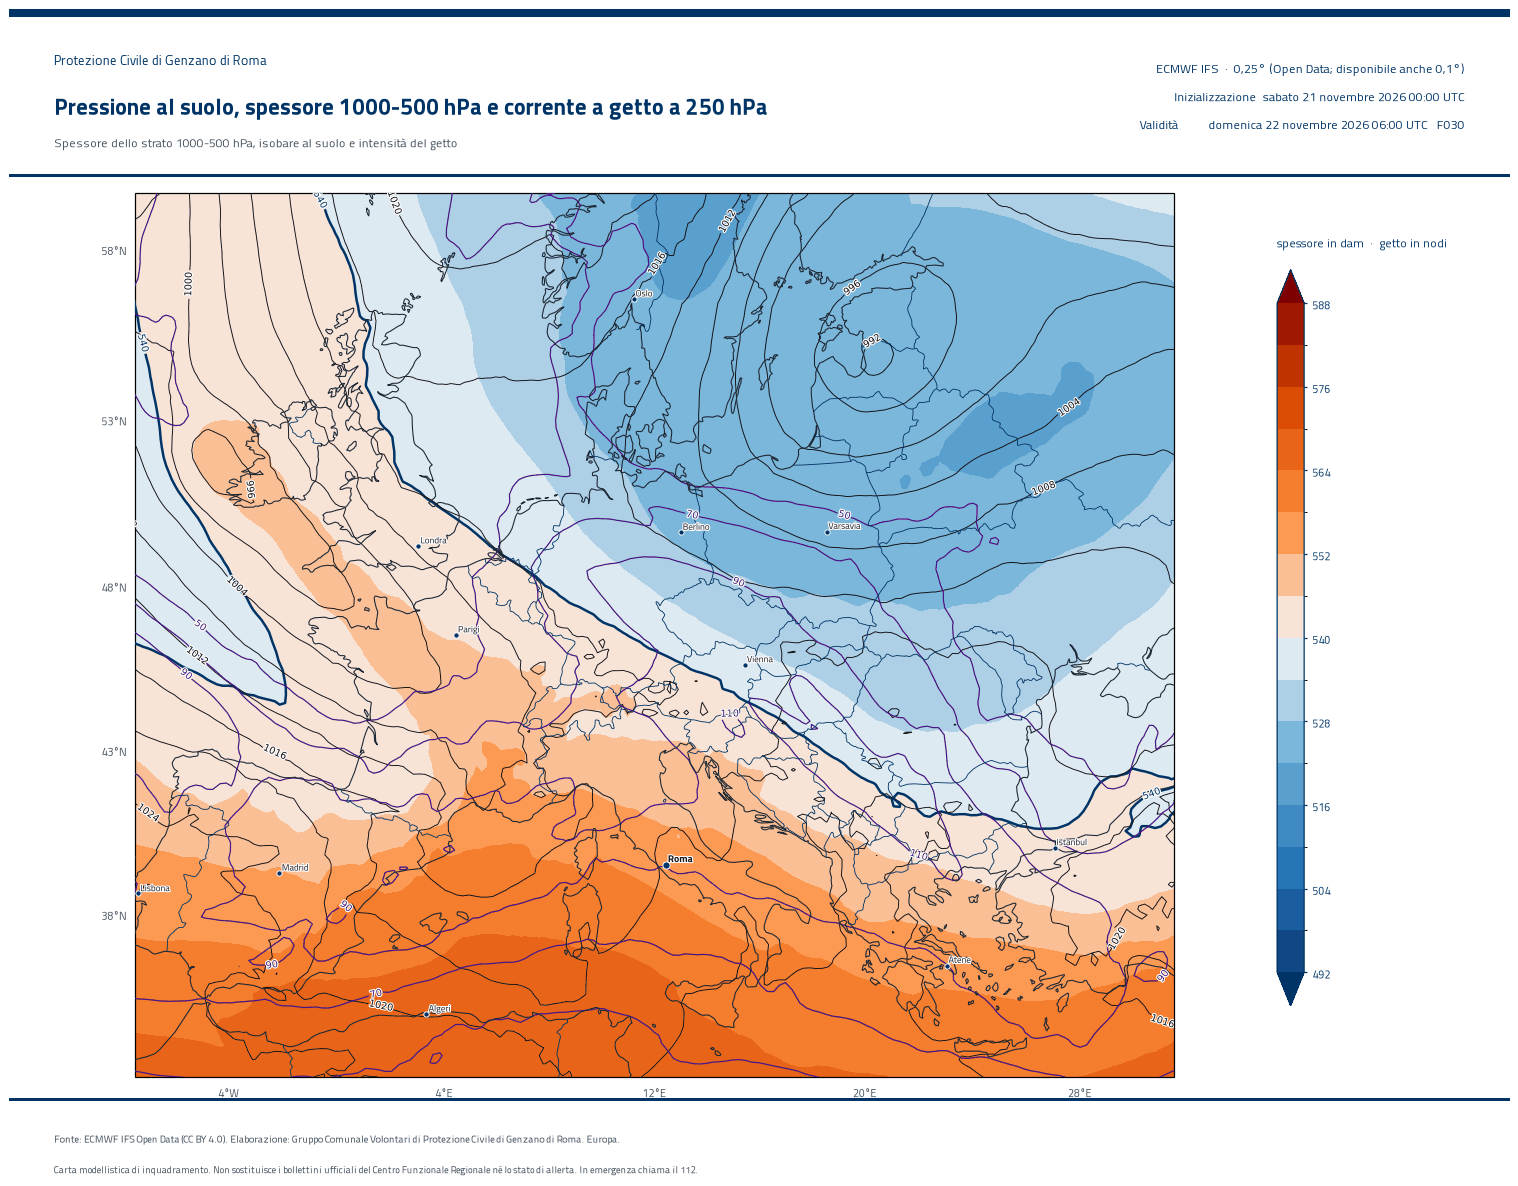 Protezione Civile di Genzano di Roma
Pressione al suolo, spessore 1000-500 hPa e corrente a getto a 250 hPa
Spessore dello strato 1000-500 hPa, isobare al suolo e intensità del getto
ECMWF IFS · 0,25° (Open Data; disponibile anche 0,1°)
Inizializzazione sabato 21 novembre 2026 00:00 UTC
Validità domenica 22 novembre 2026 06:00 UTC F030
spessore in dam · getto in nodi
588
576
564
552
540
528
516
504
492
58°N
53°N
48°N
43°N
38°N
4°W
4°E
12°E
20°E
28°E
540
1020
1012
1016
1000
996
992
540
1004
996
1008
1004
50
1012
90
70
50
90
110
1016
1024
110
540
90
90
70
1020
1020
90
1016
Oslo
Londra
Berlino
Varsavia
Parigi
Vienna
Madrid
Lisbona
Roma
Istanbul
Atene
Algeri
Fonte: ECMWF IFS Open Data (CC BY 4.0). Elaborazione: Gruppo Comunale Volontari di Protezione Civile di Genzano di Roma. Europa.
Carta modellistica di inquadramento. Non sostituisce i bollettini ufficiali del Centro Funzionale Regionale né lo stato di allerta. In emergenza chiama il 112.